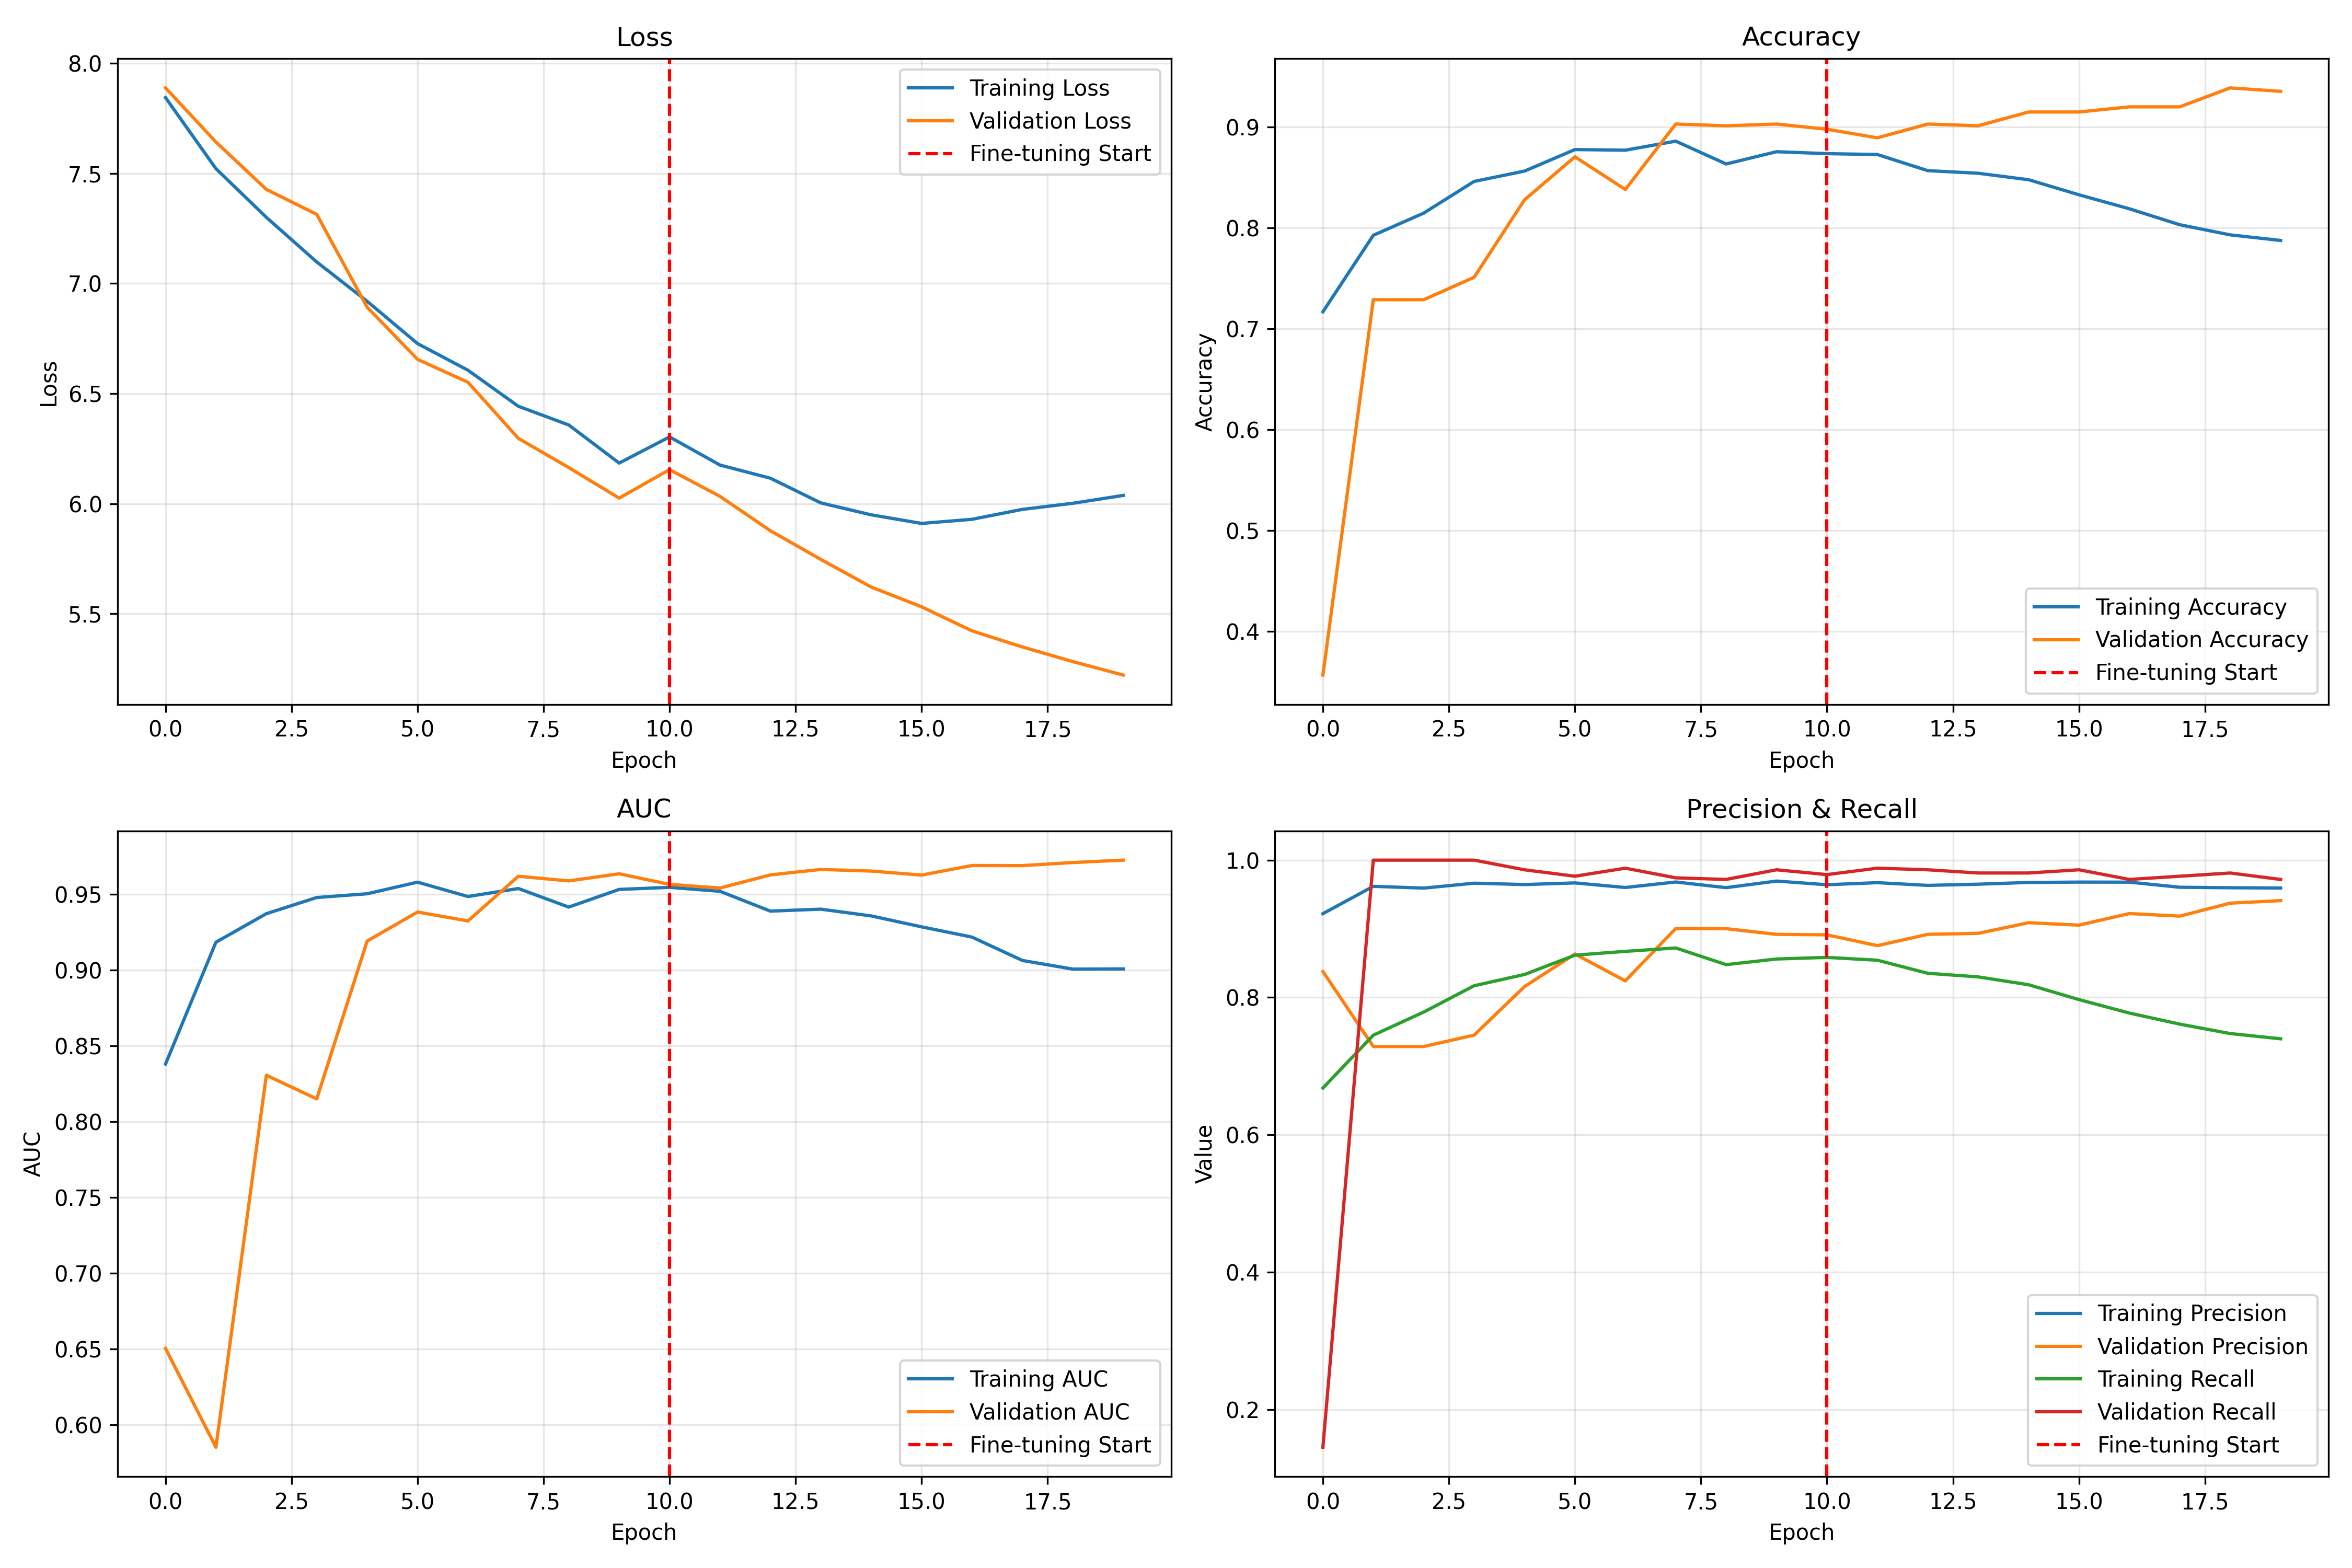 Loss
8.0
7.5
7.0
6.5
6.0
5.5
Loss
0.0 2.5 5.0 7.5 10.0 12.5 15.0 17.5
Epoch
Training Loss
Validation Loss
Fine-tuning Start
Accuracy
0.9
0.8
0.7
0.6
0.5
0.4
Accuracy
0.0 2.5 5.0 7.5 10.0 12.5 15.0 17.5
Epoch
Training Accuracy
Validation Accuracy
Fine-tuning Start
AUC
0.95
0.90
0.85
0.80
0.75
0.70
0.65
0.60
AUC
0.0 2.5 5.0 7.5 10.0 12.5 15.0 17.5
Epoch
Training AUC
Validation AUC
Fine-tuning Start
Precision & Recall
1.0
0.8
0.6
0.4
0.2
Value
0.0 2.5 5.0 7.5 10.0 12.5 15.0 17.5
Epoch
Training Precision
Validation Precision
Training Recall
Validation Recall
Fine-tuning Start